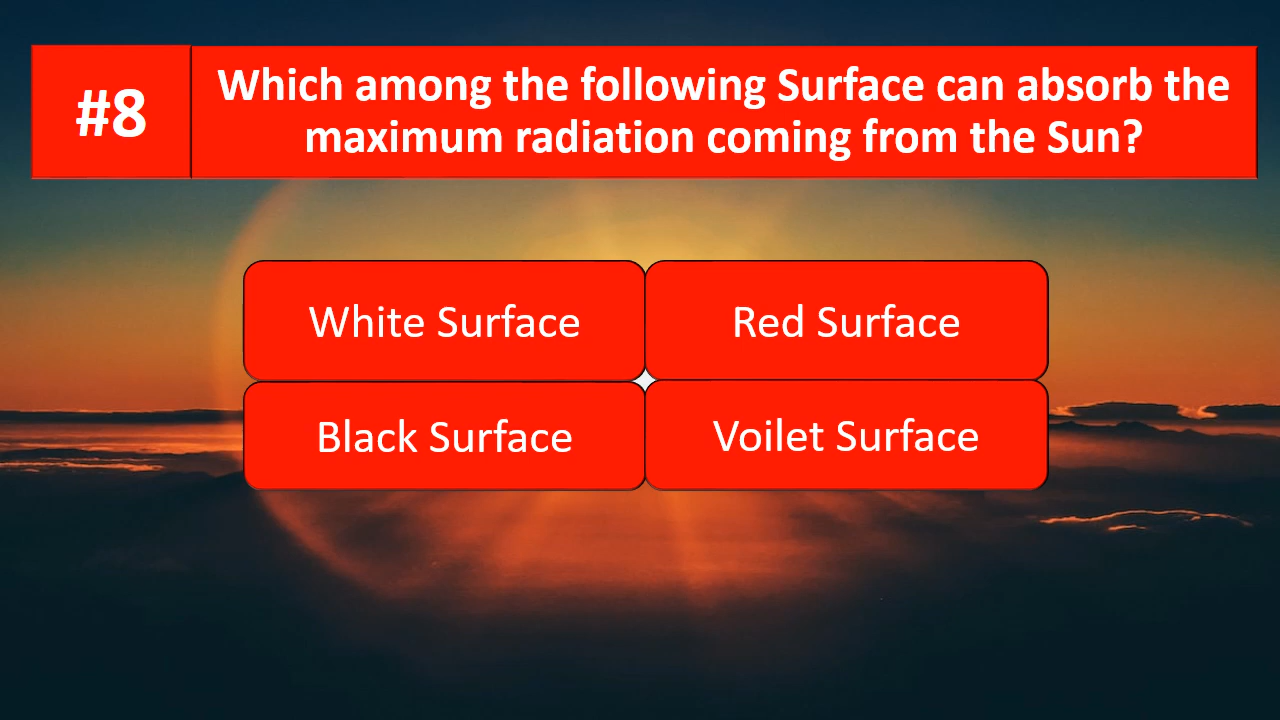 #8
Which among the following Surface can absorb the
maximum radiation coming from the Sun?
White Surface
Red Surface
Black Surface
Voilet Surface